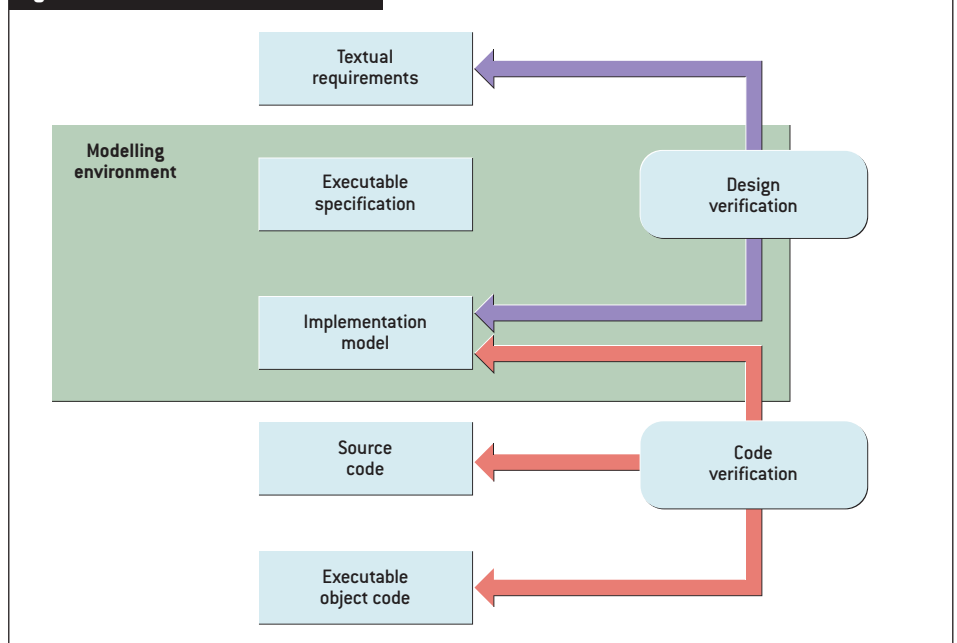 Textual
requirements
Modelling
environment
Executable
specification
Design
verification
Implementation
model
Source
code
Code
verification
Executable
object code